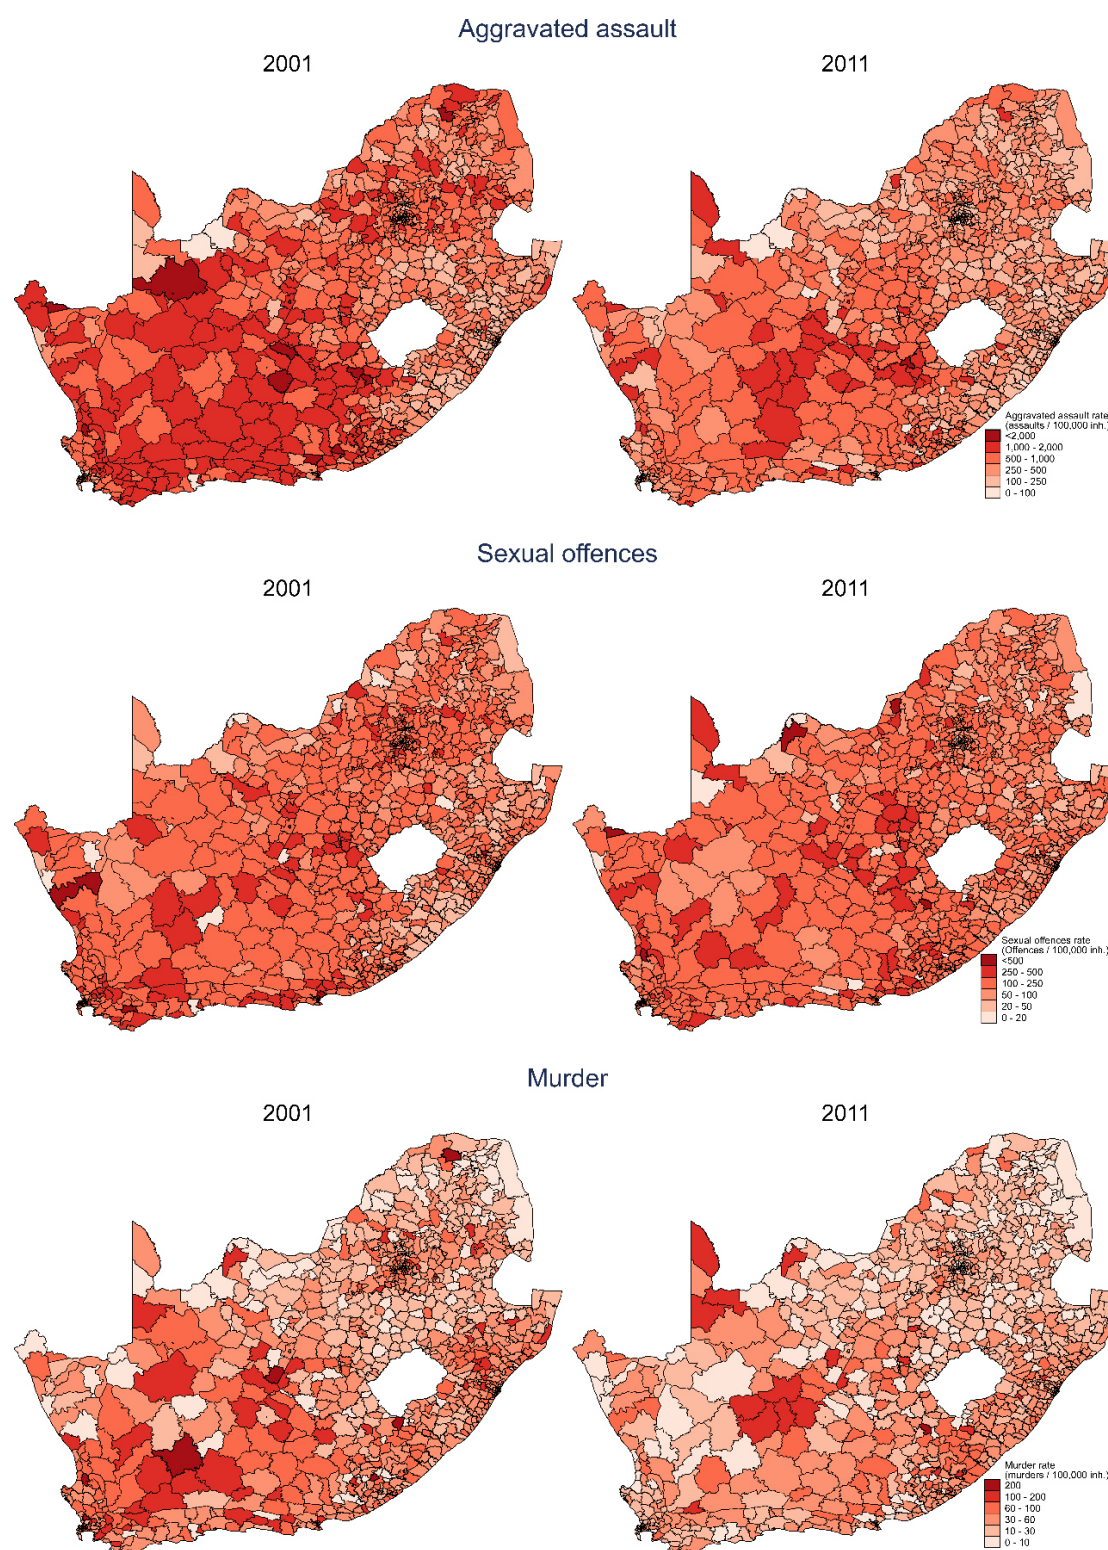 Aggravated assault
2001
2011
Aggravated assault rate
(assaults / 100,000 inh.)
<2,000
1,000 - 2,000
500 - 1,000
250 - 500
100 - 250
0 - 100
Sexual offences
2001
2011
Sexual offences rate
(Offences / 100,000 inh.)
<500
250 - 500
100 - 250
50 - 100
20 - 50
0 - 20
Murder
2001
2011
Murder rate
(murders / 100,000 inh.)
200
100 - 200
60 - 100
30 - 60
10 - 30
0 - 10